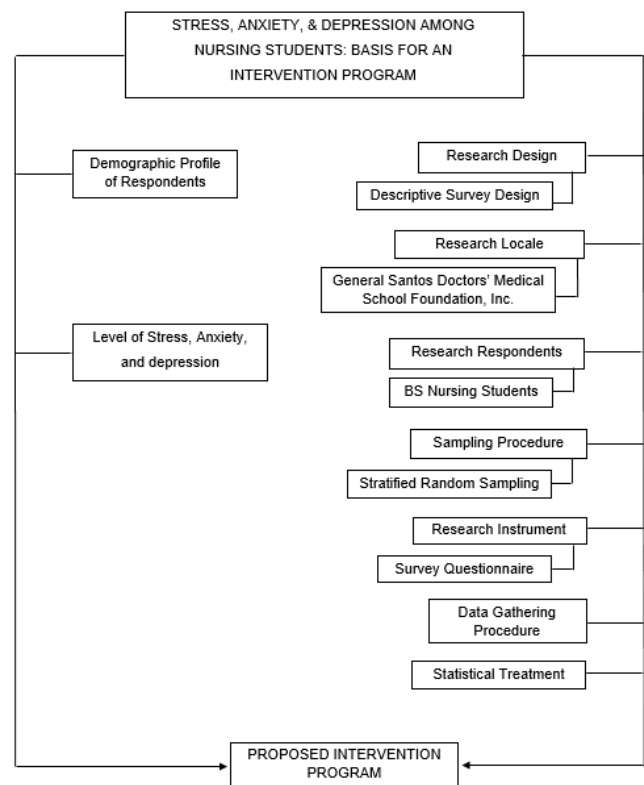 STRESS, ANXIETY, & DEPRESSION AMONG
NURSING STUDENTS: BASIS FOR AN
INTERVENTION PROGRAM
Demographic Profile
of Respondents
Level of Stress, Anxiety,
and depression
Research Design
Descriptive Survey Design
Research Locale
General Santos Doctors’ Medical
School Foundation, Inc.
Research Respondents
BS Nursing Students
Sampling Procedure
Stratified Random Sampling
Research Instrument
Survey Questionnaire
Data Gathering
Procedure
Statistical Treatment
PROPOSED INTERVENTION
PROGRAM